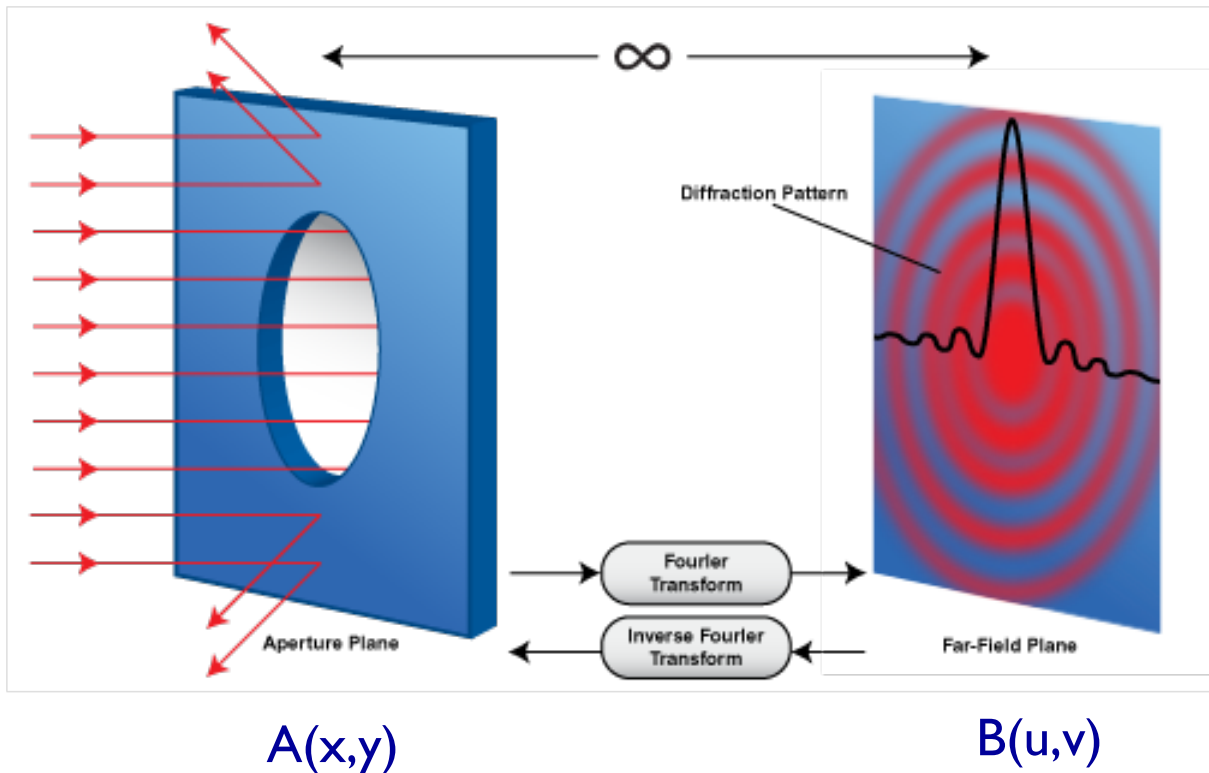 ∞
Diffraction Pattern
Fourier
Transform
Inverse Fourier
Transform
Aperture Plane
Far-Field Plane
A(x,y)
B(u,v)